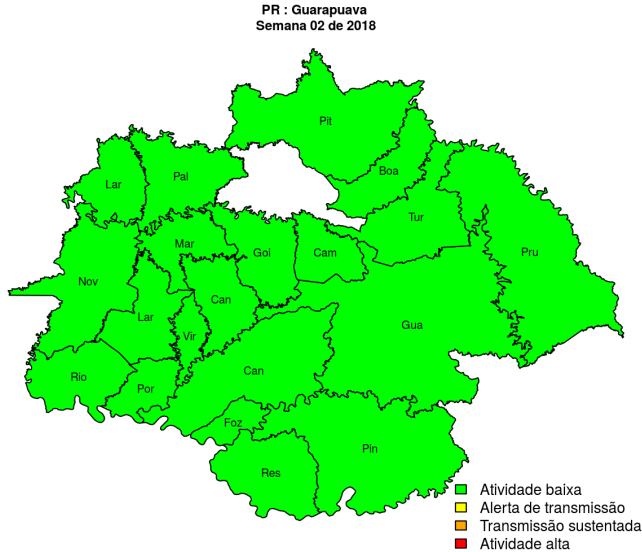 PR : Guarapuava
Semana 02 de 2018
Pit
Boa
Lar
Pal
Tur
Mar
Goi
Cam
Pru
Nov
Can
Lar
Vir
Gua
Can
Rio
Por
Foz
Pin
Res
Atividade baixa
Alerta de transmissão
Transmissão sustentada
Atividade alta